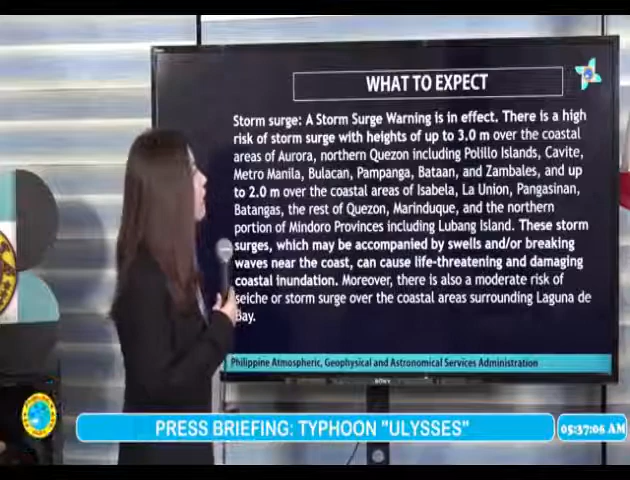 WHAT TO EXPECT
Storm surge: A Storm Surge Warning is in effect. There is a high
risk of storm surge with heights of up to 3.0 m over the coastal
areas of Aurora, northern Quezon including Polillo Islands, Cavite,
Metro Manila, Bulacan, Pampanga, Bataan, and Zambales, and up
to 2.0 m over the coastal areas of Isabela, La Union, Pangasinan,
Batangas, the rest of Quezon, Marinduque, and the northern
portion of Mindoro Provinces including Lubang Island. These storm
surges, which may be accompanied by swells and/or breaking
waves near the coast, can cause life-threatening and damaging
coastal inundation. Moreover, there is also a moderate risk of
seiche or storm surge over the coastal areas surrounding Laguna de
Bay.
Philippine Atmospheric, Geophysical and Astronomical Services Administration
SONY
PRESS BRIEFING: TYPHOON "ULYSSES"
05:37:08 AM